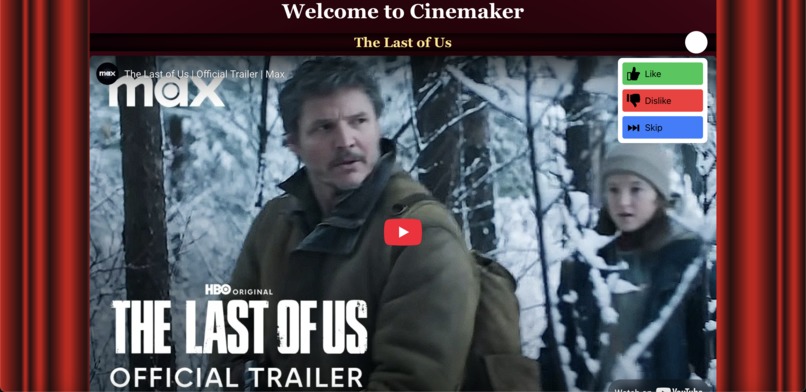 Welcome to Cinemaker
The Last of Us
max
The Last of Us | Official Trailer | Max
max
Like
Dislike
Skip
HBO ORIGINAL
THE LAST OF US
OFFICIAL TRAILER
Watch on YouTube